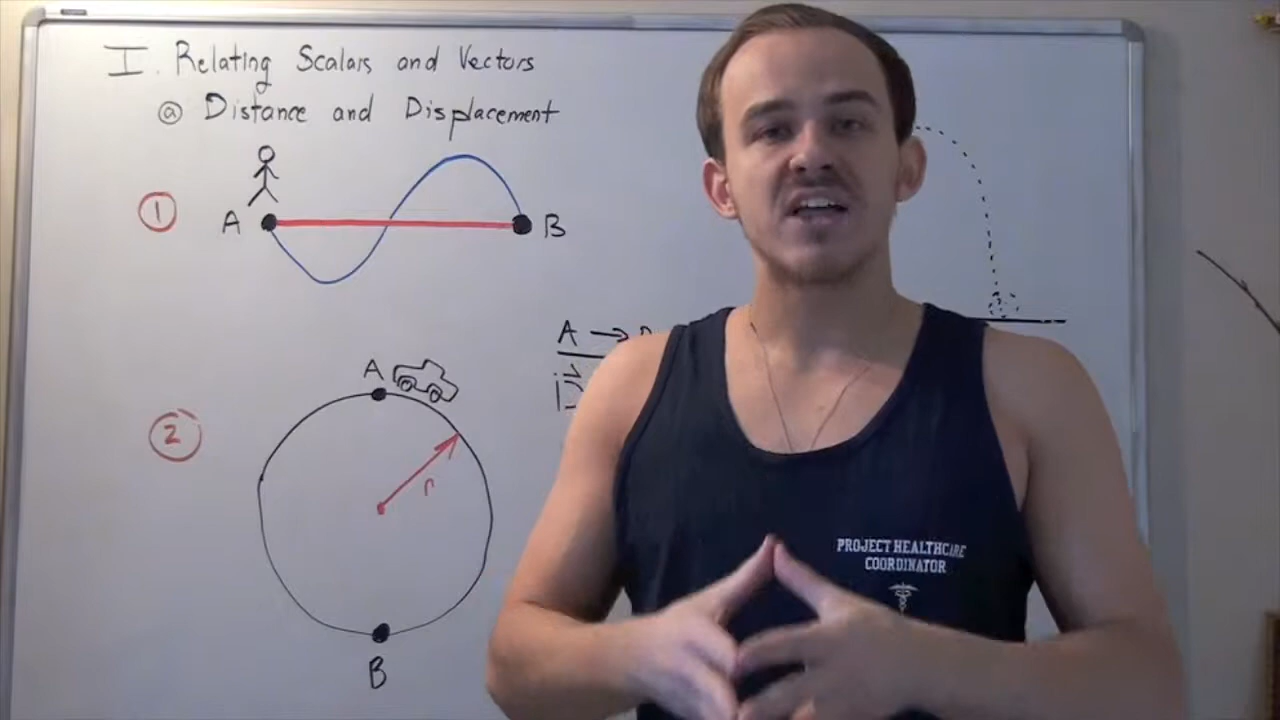 I. Relating Scalars and Vectors
ⓐ Distance and Displacement
①
A
B
A →
A
②
r
B
PROJECT HEALTHCARE
COORDINATOR